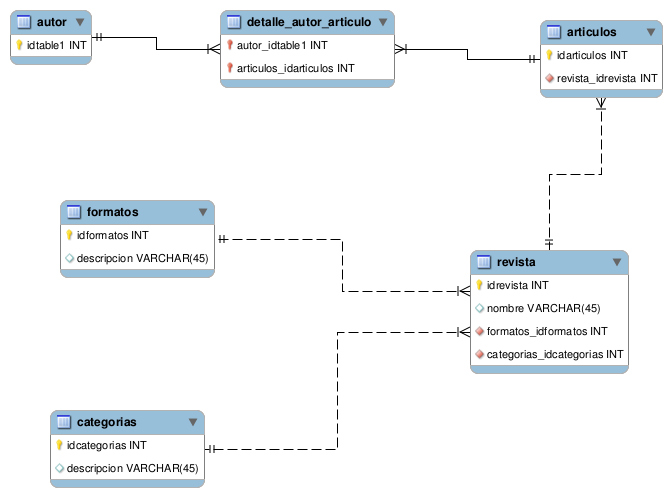 autor
idtable1 INT
detalle_autor_articulo
autor_idtable1 INT
articulos_idarticulos INT
articulos
idarticulos INT
revista_idrevista INT
formatos
idformatos INT
descripcion VARCHAR(45)
revista
idrevista INT
nombre VARCHAR(45)
formatos_idformatos INT
categorias_idcategorias INT
categorias
idcategorias INT
descripcion VARCHAR(45)